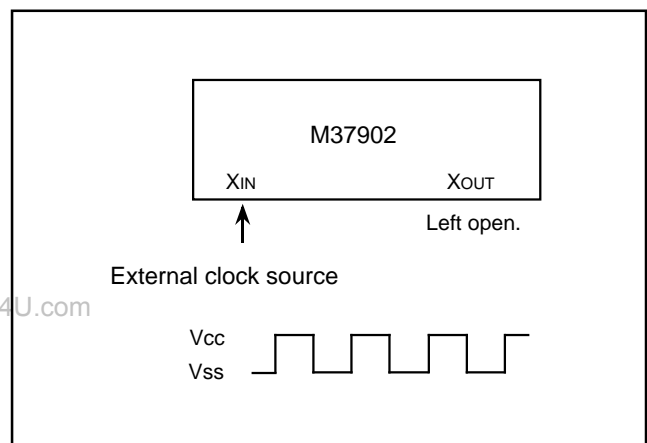 M37902
XIN XOUT
Left open.
External clock source
4U.com
Vcc
Vss